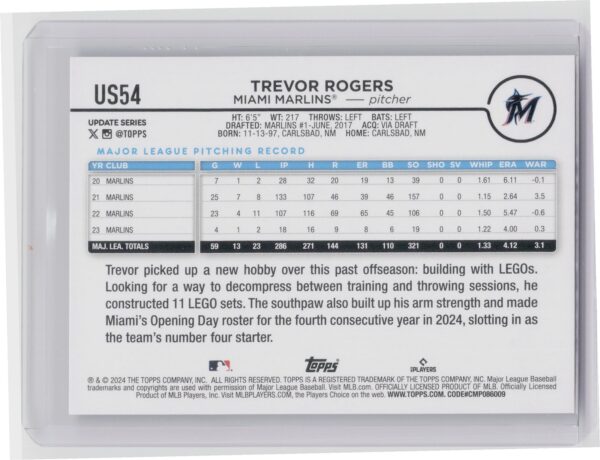 US54
TREVOR ROGERS
MIAMI MARLINS® — pitcher
UPDATE SERIES
X @TOPPS
HT: 6'5" WT: 217 THROWS: LEFT BATS: LEFT
DRAFTED: MARLINS #1-JUNE, 2017 ACQ: VIA DRAFT
BORN: 11-13-97, CARLSBAD, NM HOME: CARLSBAD, NM
M
MAJOR LEAGUE PITCHING RECORD
YR CLUB G W L IP H R ER BB SO SHO SV WHIP ERA WAR
20 MARLINS 7 1 2 28 32 20 19 13 39 0 0 1.61 6.11 -0.1
21 MARLINS 25 7 8 133 107 46 39 46 157 0 0 1.15 2.64 3.5
22 MARLINS 23 4 11 107 116 69 65 45 106 0 0 1.50 5.47 -0.6
23 MARLINS 4 1 2 18 16 9 8 6 19 0 0 1.22 4.00 0.3
MAJ. LEA. TOTALS 59 13 23 286 271 144 131 110 321 0 0 1.33 4.12 3.1
Trevor picked up a new hobby over this past offseason: building with LEGOs.
Looking for a way to decompress between training and throwing sessions, he
constructed 11 LEGO sets. The southpaw also built up his arm strength and made
Miami's Opening Day roster for the fourth consecutive year in 2024, slotting in as
the team's number four starter.
Topps
PLAYERS
® & © 2024 THE TOPPS COMPANY, INC. ALL RIGHTS RESERVED. TOPPS IS A REGISTERED TRADEMARK OF THE TOPPS COMPANY, INC. Major League Baseball
trademarks and copyrights are used with permission of Major League Baseball. Visit MLB.com. OFFICIALLY LICENSED PRODUCT OF MLB. Officially Licensed
Product of MLB Players, Inc. Visit MLBPLAYERS.COM, the Players Choice on the web. WWW.TOPPS.COM. CODE#CMP086009